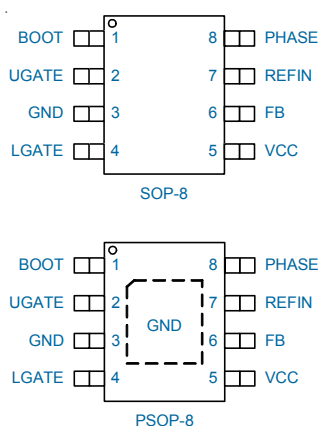 BOOT 1 8 PHASE
UGATE 2 7 REFIN
GND 3 6 FB
LGATE 4 5 VCC
SOP-8
BOOT 1 8 PHASE
UGATE 2 7 REFIN
GND
GND 3 6 FB
LGATE 4 5 VCC
PSOP-8